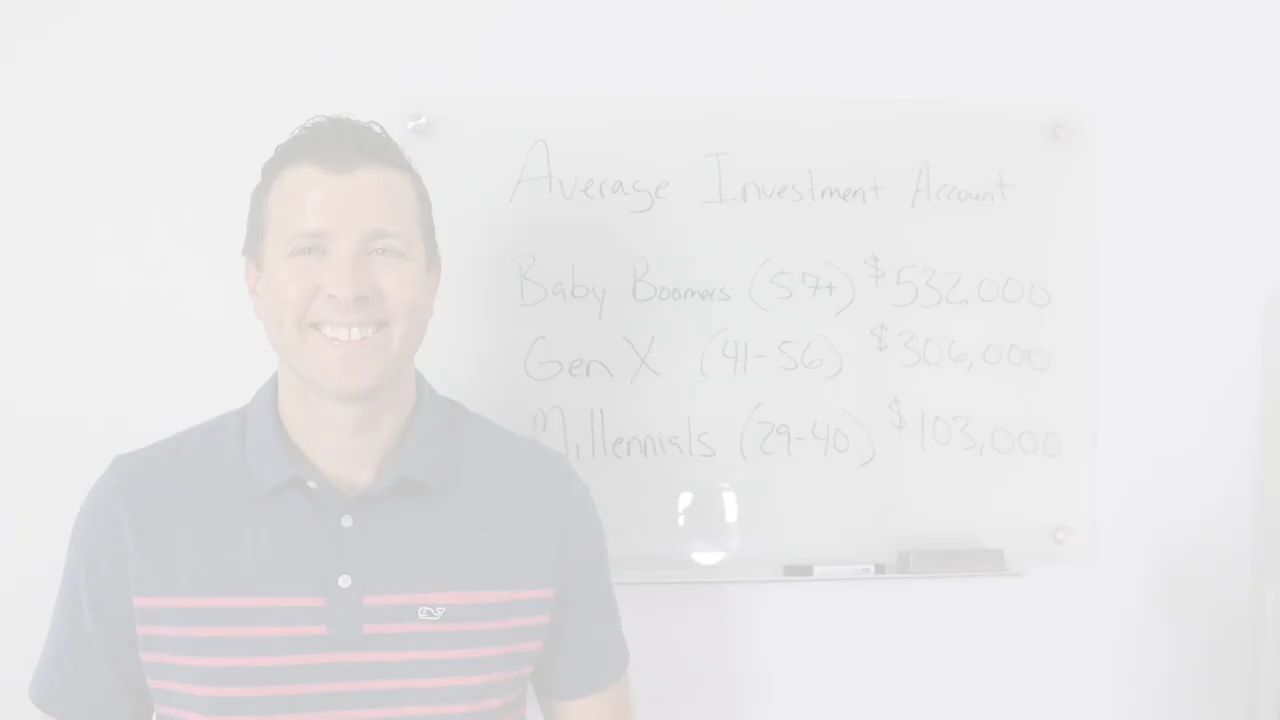 Average Investment Account
Baby Boomers (57+) $532,000
Gen X (41-56) $306,000
Millennials (29-40) $103,000